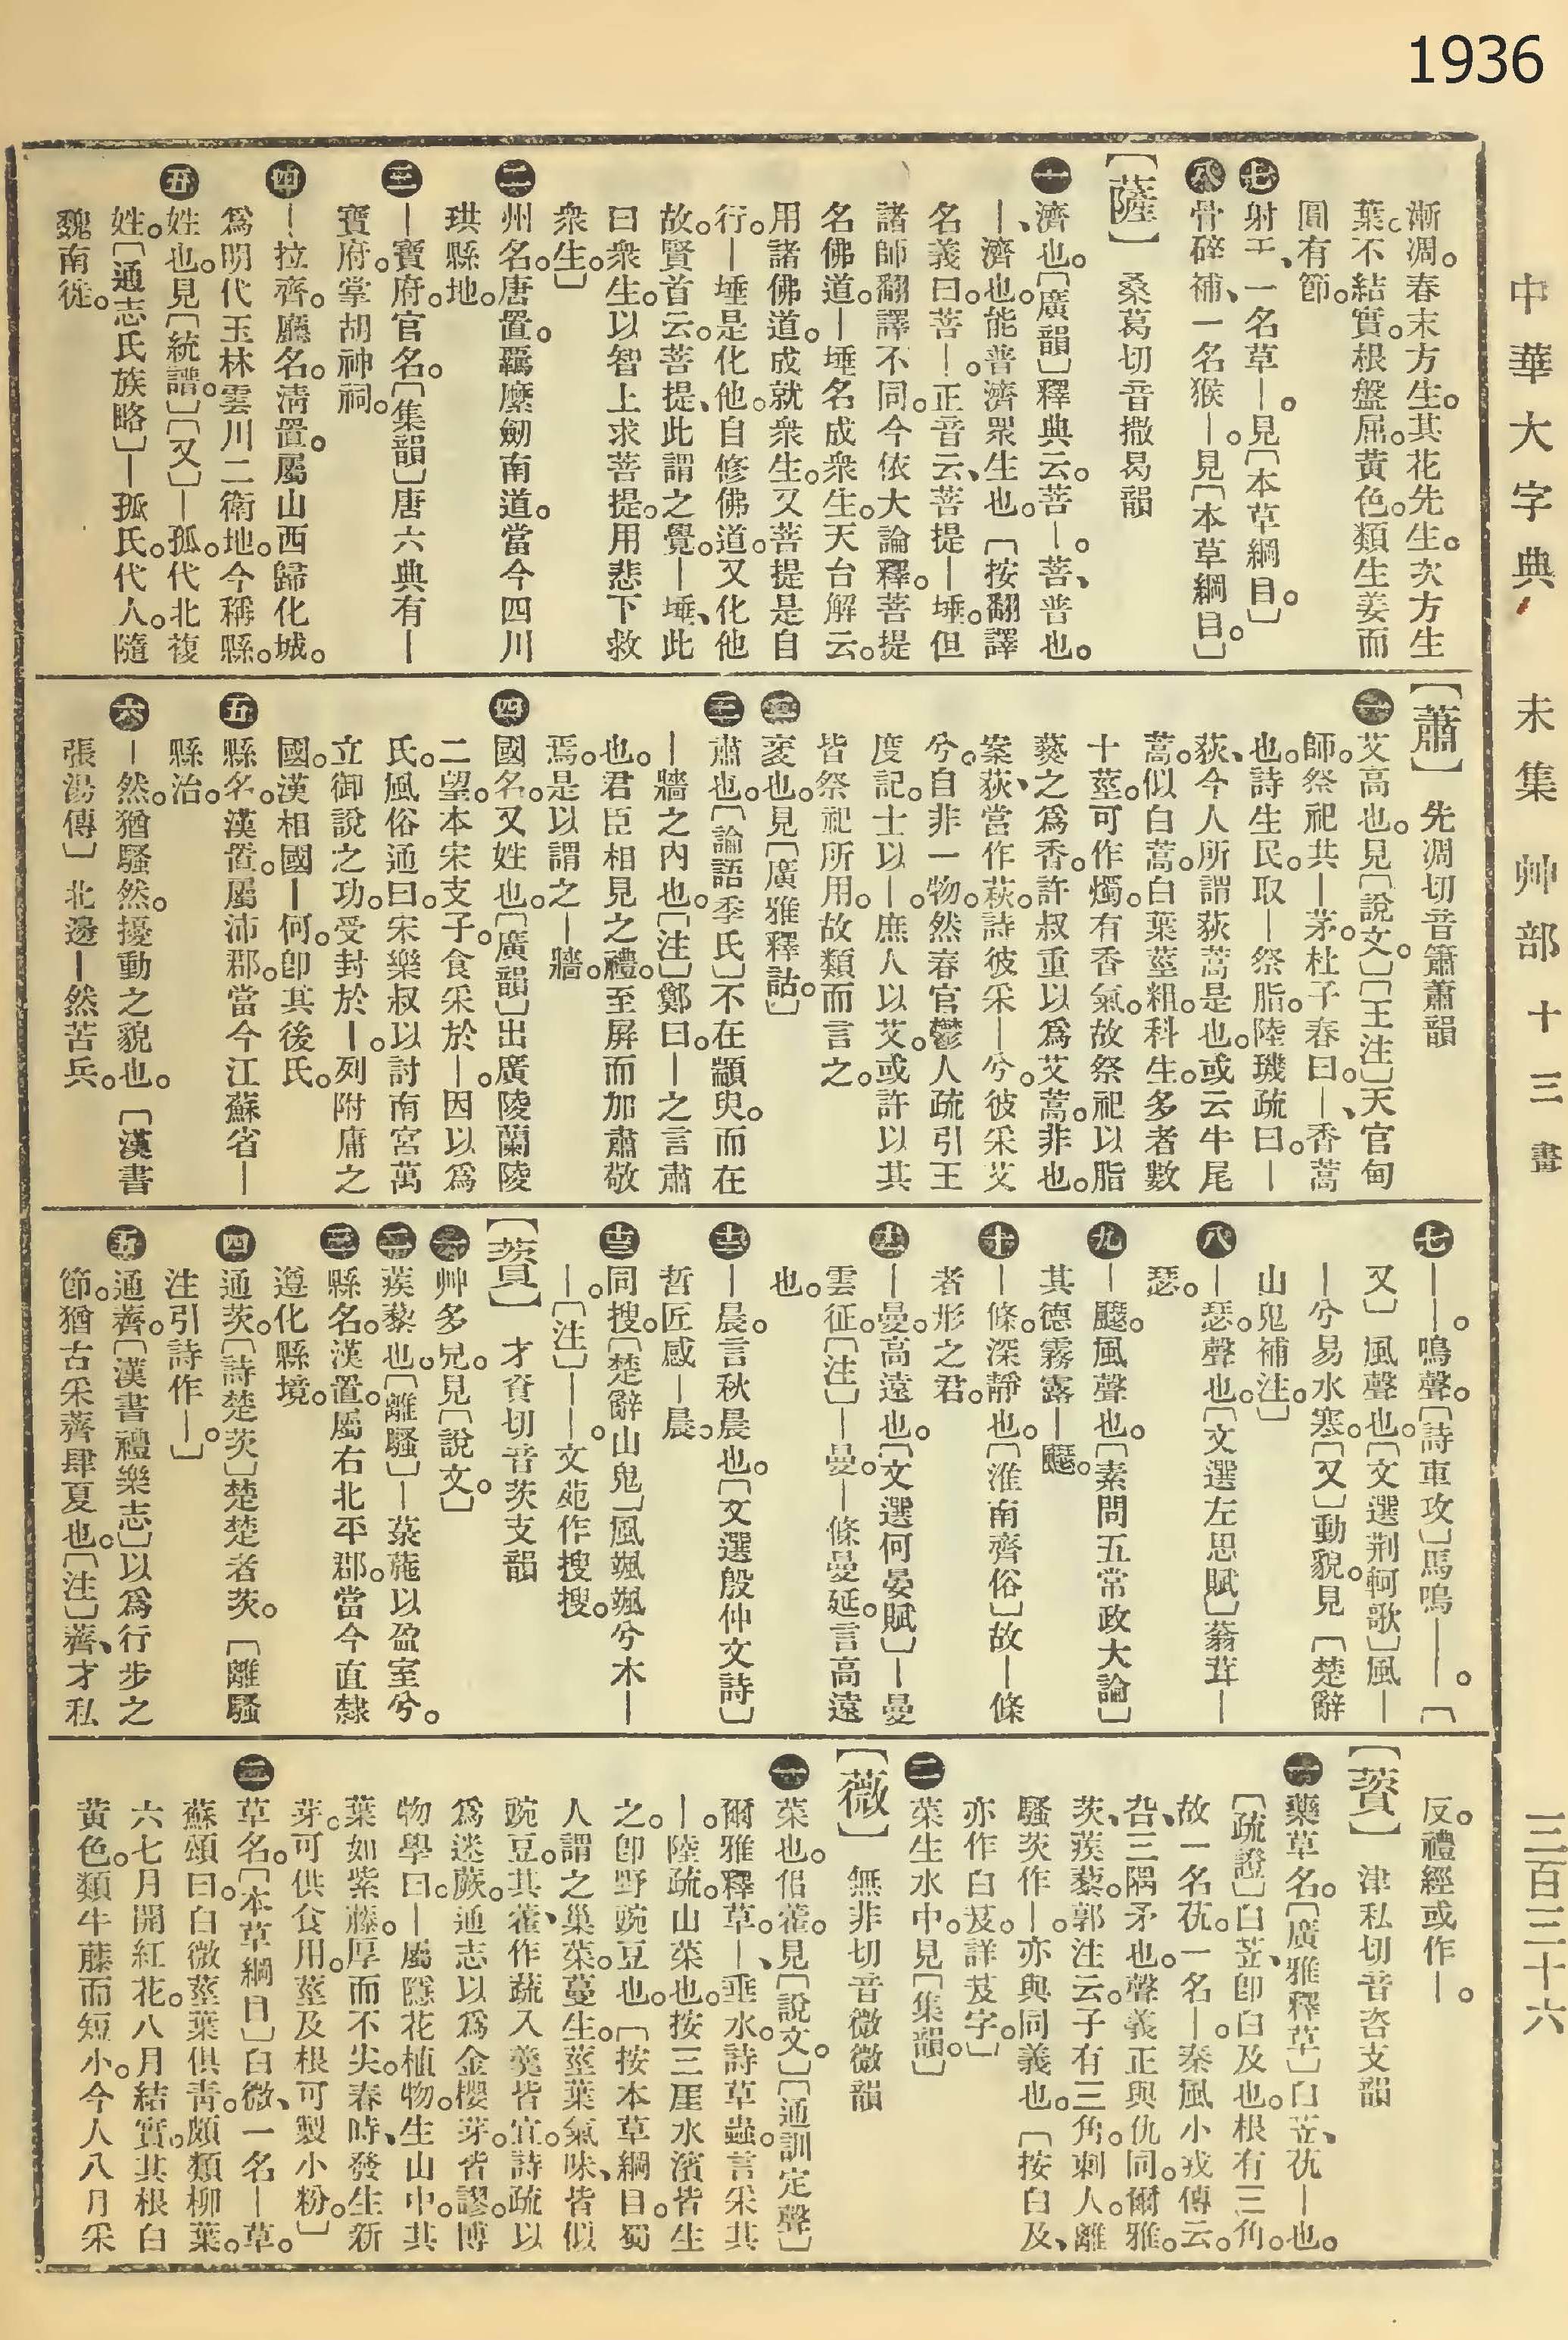 1936
中華大字典 未集 艸部 十三畫 三百三十六
漸凋。春末方生。其花先生。次方生
葉。不結實。根盤屈。黃色。類生姜而
圓有節。
七 射干、一名草—。見〔本草綱目。〕
八 骨碎補、一名猴—。見〔本草綱目。〕
【薩】 桑葛切音撒曷韻
一 濟也。〔廣韻〕釋典云。菩—。菩、普也。
—、濟也。能普濟眾生也。〔按翻譯
名義曰。菩—。正音云、菩提—埵。但
諸師翻譯不同。今依大論釋。菩提
名佛道。—埵名成衆生。天台解云。
用諸佛道。成就衆生。又菩提是自
行。—埵是化他。自修佛道。又化他
故。賢首云。菩提、此謂之覺。—埵、此
曰衆生。以智上求菩提。用悲下救
衆生。〕
二 州名。唐置。羈縻劒南道。當今四川
珙縣地。
三 —寶府。官名。〔集韻〕唐六典有—
寶府。掌胡神祠。
四 —拉齊。廳名。淸置。屬山西歸化城。
爲明代玉林雲川二衛地。今稱縣。
五 姓也。見〔統譜。〕〔又〕—孤。代北複
姓。〔通志氏族略〕—孤氏。代人。隨
魏南徙。
【蕭】 先凋切音簫蕭韻
一 艾高也。見〔說文。〕〔王注〕天官甸
師。祭祀共—茅。杜子春曰。—、香蒿
也。詩生民。取—祭脂。陸璣疏曰。—
荻、今人所謂荻蒿是也。或云牛尾
蒿。似白蒿。白葉莖粗。科生。多者數
十莖。可作燭。有香氣。故祭祀以脂
爇之爲香。許叔重以爲艾蒿。非也。
案荻、當作萩。詩彼采—兮。彼采艾
兮。自非一物。然春官鬱人疏引王
度記。士以—。庶人以艾。或許以其
皆祭祀所用。故類而言之。
二 衺也。見〔廣雅釋詁。〕
三 肅也。〔論語季氏〕不在顓臾。而在
—牆之內也。〔注〕鄭曰。—之言肅
也。君臣相見之禮。至屏而加肅敬
焉。是以謂之—牆。
四 國名。又姓也。〔廣韻〕出廣陵蘭陵
二望。本宋支子。食采於—。因以爲
氏。風俗通曰。宋樂叔以討南宮萬
立御說之功。受封於—。列附庸之
國。漢相國—何。卽其後氏。
五 縣名。漢置。屬沛郡。當今江蘇省—
縣治。
六 —然。猶騷然。擾動之貌也。〔漢書
張湯傳〕北邊—然苦兵。
七 ——。鳴聲。〔詩車攻〕馬鳴——。〔
又〕風聲也。〔文選荆軻歌〕風—
—兮易水寒。〔又〕動貌。見〔楚辭
山鬼補注。〕
八 —瑟。聲也。〔文選左思賦〕蓊茸—
瑟。
九 —飋。風聲也。〔素問五常政大論〕
其德霧露—飋。
十 —條。深靜也。〔淮南齊俗〕故—條
者形之君。
十一 —曼。高遠也。〔文選何晏賦〕—曼
雲征。〔注〕—曼。—條曼延。言高遠
也。
十二 —晨。言秋晨也。〔文選殷仲文詩〕
哲匠感—晨。
十三 同搜。〔楚辭山鬼〕風颯颯兮木—
—。〔注〕——。文苑作搜搜。
【薋】 才資切音茨支韻
一 艸多皃。見〔說文。〕
二 蒺藜也。〔離騷〕—菉葹以盈室兮。
三 縣名。漢置。屬右北平郡。當今直隸
遵化縣境。
四 通茨。〔詩楚茨〕楚楚者茨。〔離騷
注引詩作—。〕
五 通薺。〔漢書禮樂志〕以爲行步之
節。猶古采薺肆夏也。〔注〕薺、才私
反。禮經或作—。
【薋】 津私切音咨支韻
一 藥草名。〔廣雅釋草〕白苙、艽—也。
〔疏證〕白苙、卽白及也。根有三角。
故一名艽。一名—。秦風小戎傳云。
厹、三隅矛也。聲義正與仇同。爾雅。
茨、蒺藜。郭注云。子有三角。刺人。離
騷茨作—。亦與同義也。〔按白及、
亦作白芨。詳芨字。〕
二 菜生水中。見〔集韻。〕
【薇】 無非切音微微韻
一 菜也。佀藿。見〔說文。〕〔通訓定聲〕
爾雅釋草。—、垂水。詩草蟲。言采其
—。陸疏。山菜也。按三厓水濱皆生
之。卽野豌豆也。〔按本草綱目。蜀
人謂之巢菜。蔓生。莖葉氣味、皆似
豌豆。其藿、作蔬入羹皆宜。詩疏以
爲迷蕨。通志以爲金櫻芽。皆謬。博
物學曰。—屬隱花植物。生山中。其
葉如紫藤。厚而不尖。春時、發生新
芽。可供食用。莖及根可製小粉。〕
二 草名。〔本草綱目〕白微、一名—草。
蘇頌曰。白微莖葉俱靑。頗類柳葉。
六七月開紅花。八月結實。其根白
黃色。類牛藤而短小。今人八月采